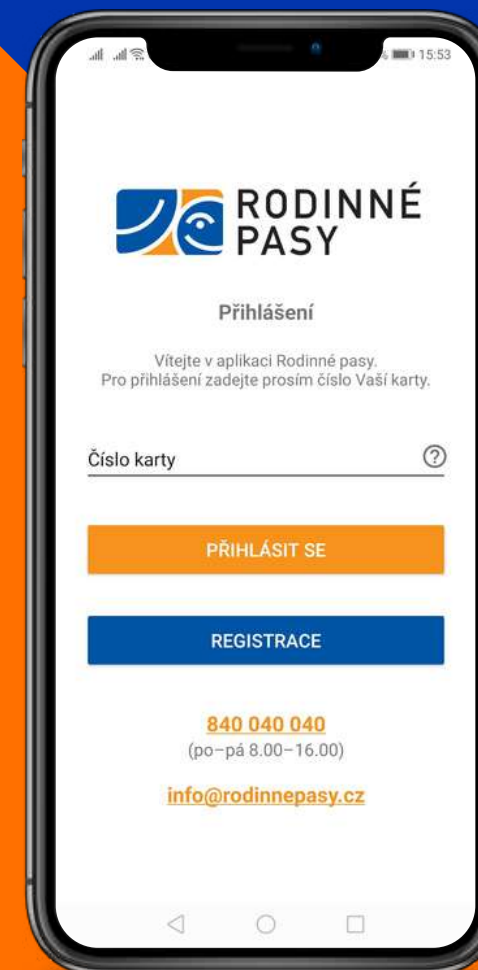 15:53
RODINNÉ
PASY
Přihlášení
Vítejte v aplikaci Rodinné pasy.
Pro přihlášení zadejte prosím číslo Vaší karty.
Číslo karty
?
PŘIHLÁSIT SE
REGISTRACE
840 040 040
(po–pá 8.00–16.00)
info@rodinnepasy.cz